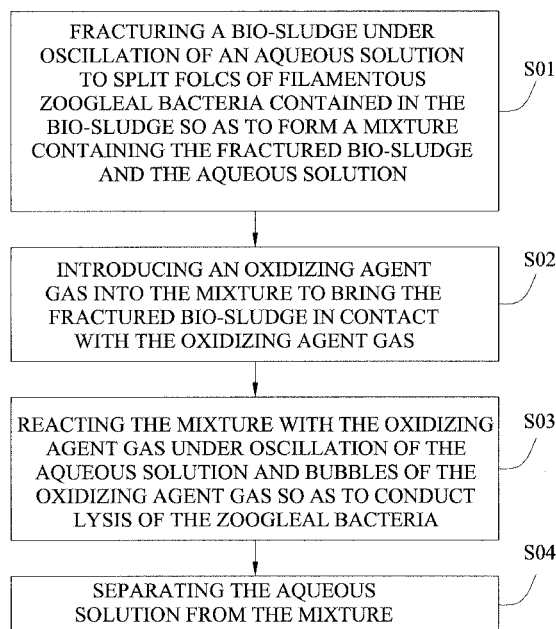 FRACTURING A BIO-SLUDGE UNDER
OSCILLATION OF AN AQUEOUS SOLUTION
TO SPLIT FOLCS OF FILAMENTOUS
ZOOGLEAL BACTERIA CONTAINED IN THE
BIO-SLUDGE SO AS TO FORM A MIXTURE
CONTAINING THE FRACTURED BIO-SLUDGE
AND THE AQUEOUS SOLUTION
S01
INTRODUCING AN OXIDIZING AGENT
GAS INTO THE MIXTURE TO BRING THE
FRACTURED BIO-SLUDGE IN CONTACT
WITH THE OXIDIZING AGENT GAS
S02
REACTING THE MIXTURE WITH THE OXIDIZING
AGENT GAS UNDER OSCILLATION OF THE
AQUEOUS SOLUTION AND BUBBLES OF THE
OXIDIZING AGENT GAS SO AS TO CONDUCT
LYSIS OF THE ZOOGLEAL BACTERIA
S03
SEPARATING THE AQUEOUS
SOLUTION FROM THE MIXTURE
S04